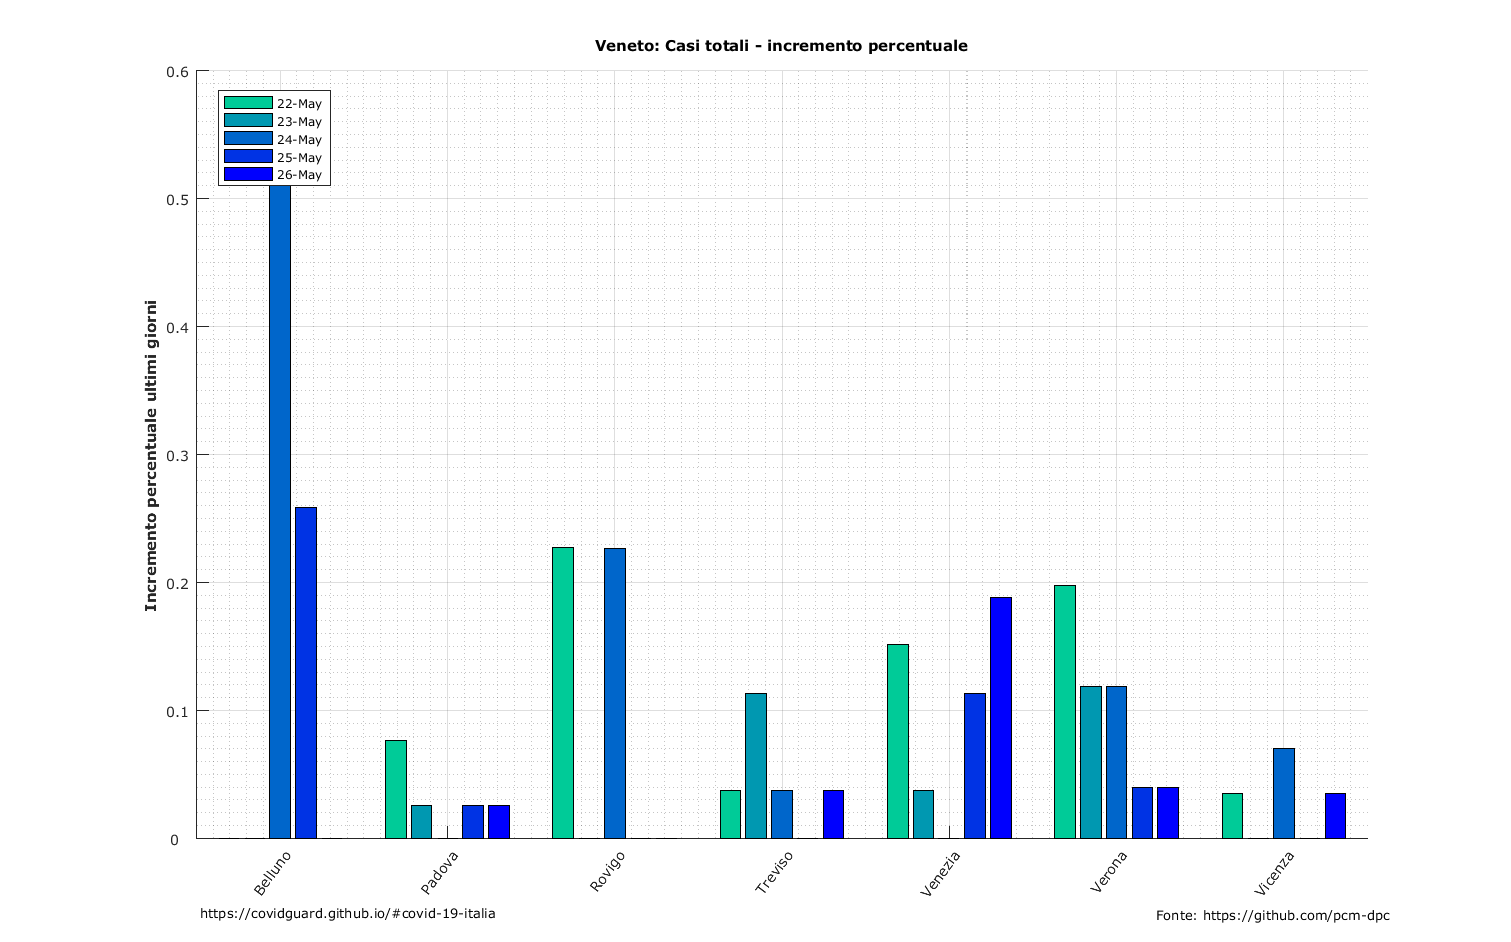 Veneto: Casi totali - incremento percentuale
0.6
0.5
0.4
0.3
0.2
0.1
0
Incremento percentuale ultimi giorni
22-May
23-May
24-May
25-May
26-May
Belluno
Padova
Rovigo
Treviso
Venezia
Verona
Vicenza
https://covidguard.github.io/#covid-19-italia
Fonte: https://github.com/pcm-dpc